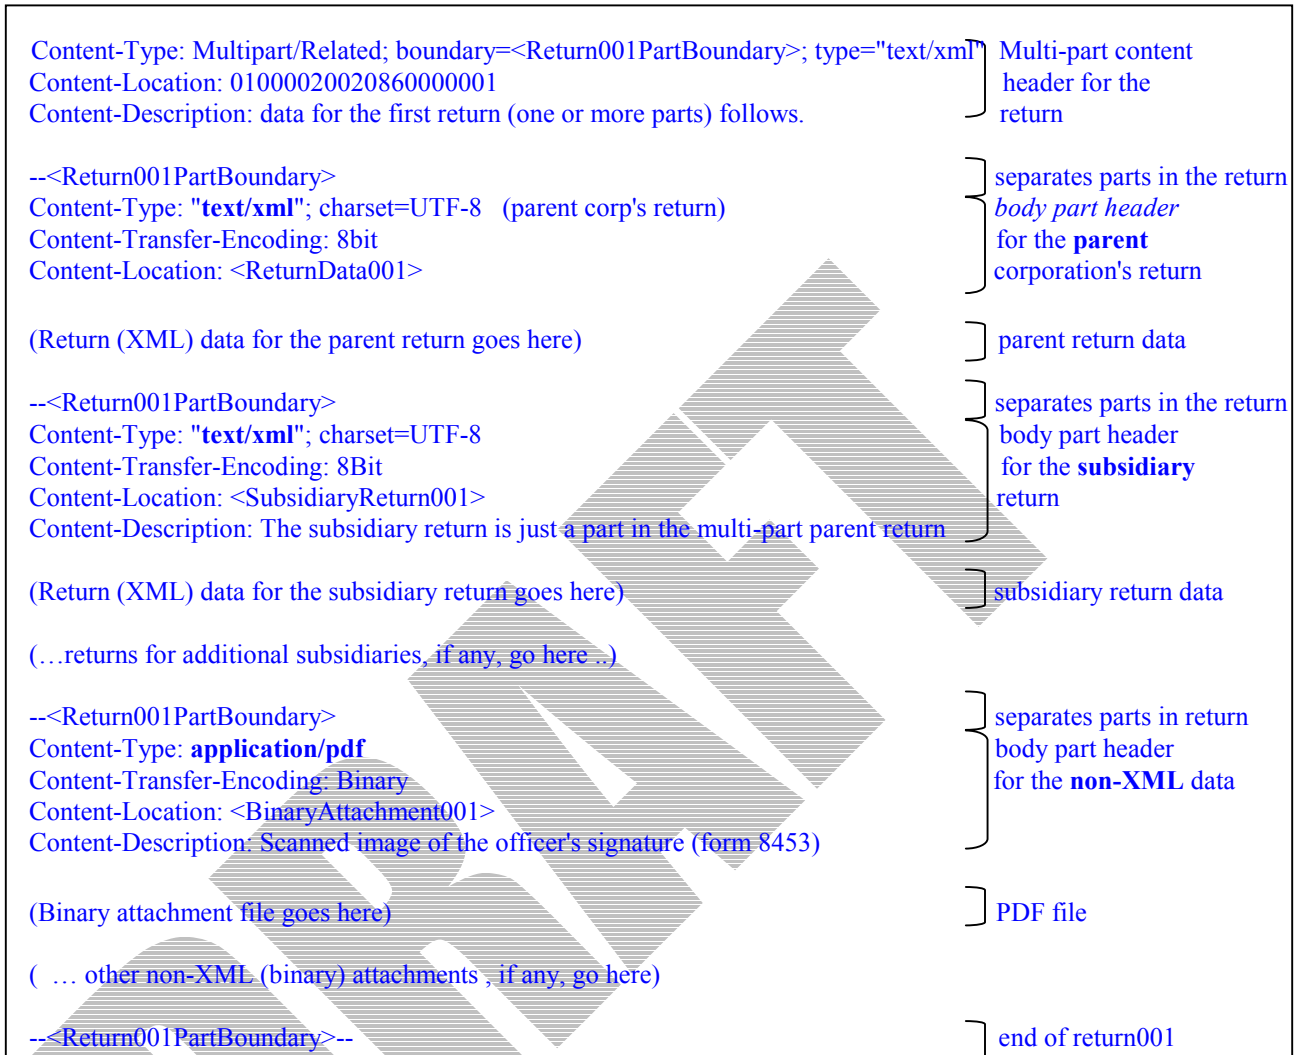 Content-Type: Multipart/Related; boundary=<Return001PartBoundary>; type="text/xml" Multi-part content
Content-Location: 01000020020860000001 header for the
Content-Description: data for the first return (one or more parts) follows. return
--<Return001PartBoundary> separates parts in the return
Content-Type: "text/xml"; charset=UTF-8 (parent corp's return) body part header
Content-Transfer-Encoding: 8bit for the parent
Content-Location: <ReturnData001> corporation's return
(Return (XML) data for the parent return goes here) parent return data
--<Return001PartBoundary> separates parts in the return
Content-Type: "text/xml"; charset=UTF-8 body part header
Content-Transfer-Encoding: 8Bit for the subsidiary
Content-Location: <SubsidiaryReturn001> return
Content-Description: The subsidiary return is just a part in the multi-part parent return
(Return (XML) data for the subsidiary return goes here) subsidiary return data
(…returns for additional subsidiaries, if any, go here ..)
--<Return001PartBoundary> separates parts in return
Content-Type: application/pdf body part header
Content-Transfer-Encoding: Binary for the non-XML data
Content-Location: <BinaryAttachment001>
Content-Description: Scanned image of the officer's signature (form 8453)
(Binary attachment file goes here) PDF file
( … other non-XML (binary) attachments , if any, go here)
--<Return001PartBoundary>-- end of return001
DRAFT